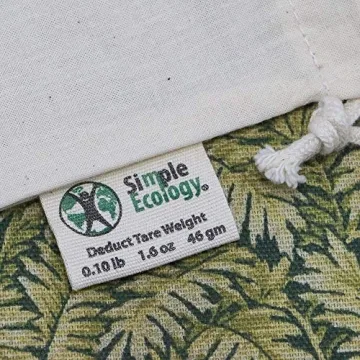 Simple
Ecology®
Deduct Tare Weight
0.10 lb 1.6 oz 46 gm